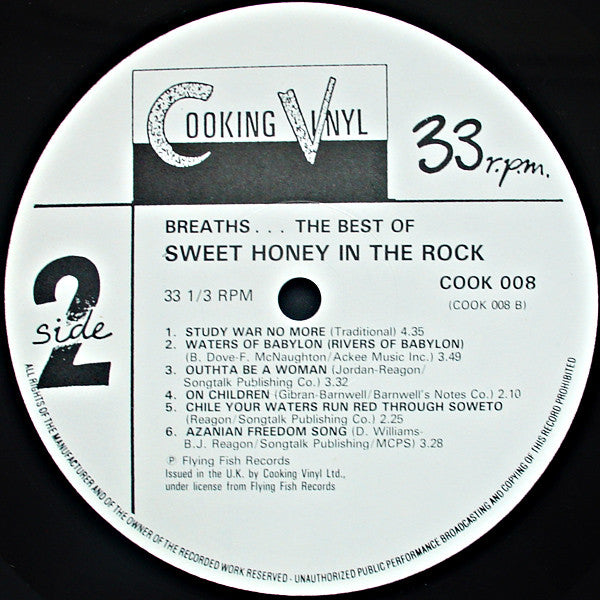 COOKING VINYL
33 r.p.m.
BREATHS... THE BEST OF
SWEET HONEY IN THE ROCK
COOK 008
33 1/3 RPM
(COOK 008 B)
2
side
1. STUDY WAR NO MORE (Traditional) 4.35
2. WATERS OF BABYLON (RIVERS OF BABYLON)
(B. Dove-F. McNaughton/Ackee Music Inc.) 3.49
3. OUTHTA BE A WOMAN (Jordan-Reagon/
Songtalk Publishing Co.) 3.32
4. ON CHILDREN (Gibran-Barnwell/Barnwell's Notes Co.) 2.10
5. CHILE YOUR WATERS RUN RED THROUGH SOWETO
(Reagon/Songtalk Publishing Co.) 2.25
6. AZANIAN FREEDOM SONG (D. Williams-
B.J. Reagon/Songtalk Publishing/MCPS) 3.28
℗ Flying Fish Records
Issued in the U.K. by Cooking Vinyl Ltd.,
under license from Flying Fish Records
ALL RIGHTS OF THE MANUFACTURER AND OF THE OWNER OF THE RECORDED WORK RESERVED - UNAUTHORIZED PUBLIC PERFORMANCE BROADCASTING AND COPYING OF THIS RECORD PROHIBITED